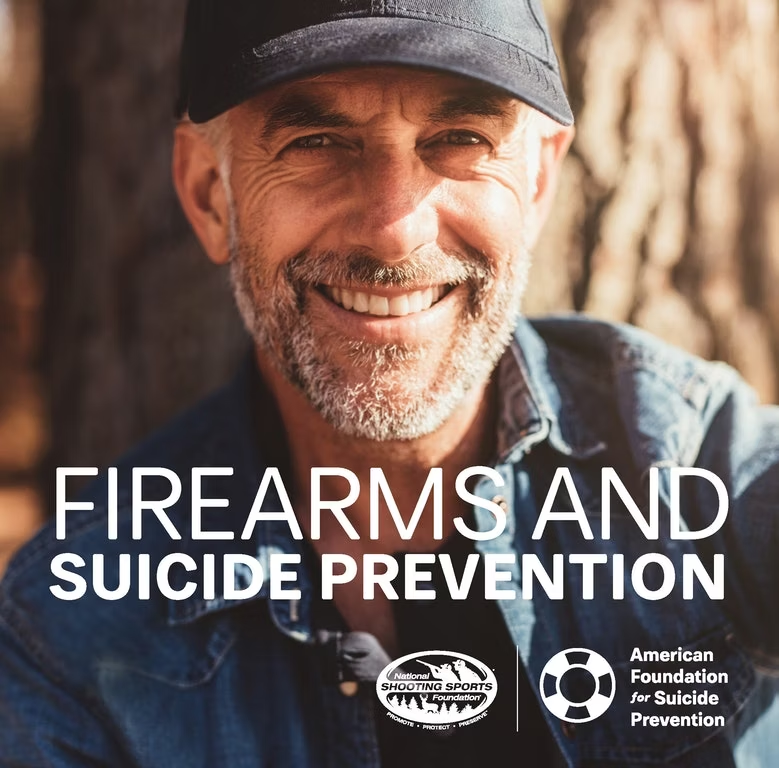 FIREARMS AND
SUICIDE PREVENTION
National
SHOOTING SPORTS
Foundation®
PROMOTE • PROTECT • PRESERVE
American
Foundation
for Suicide
Prevention